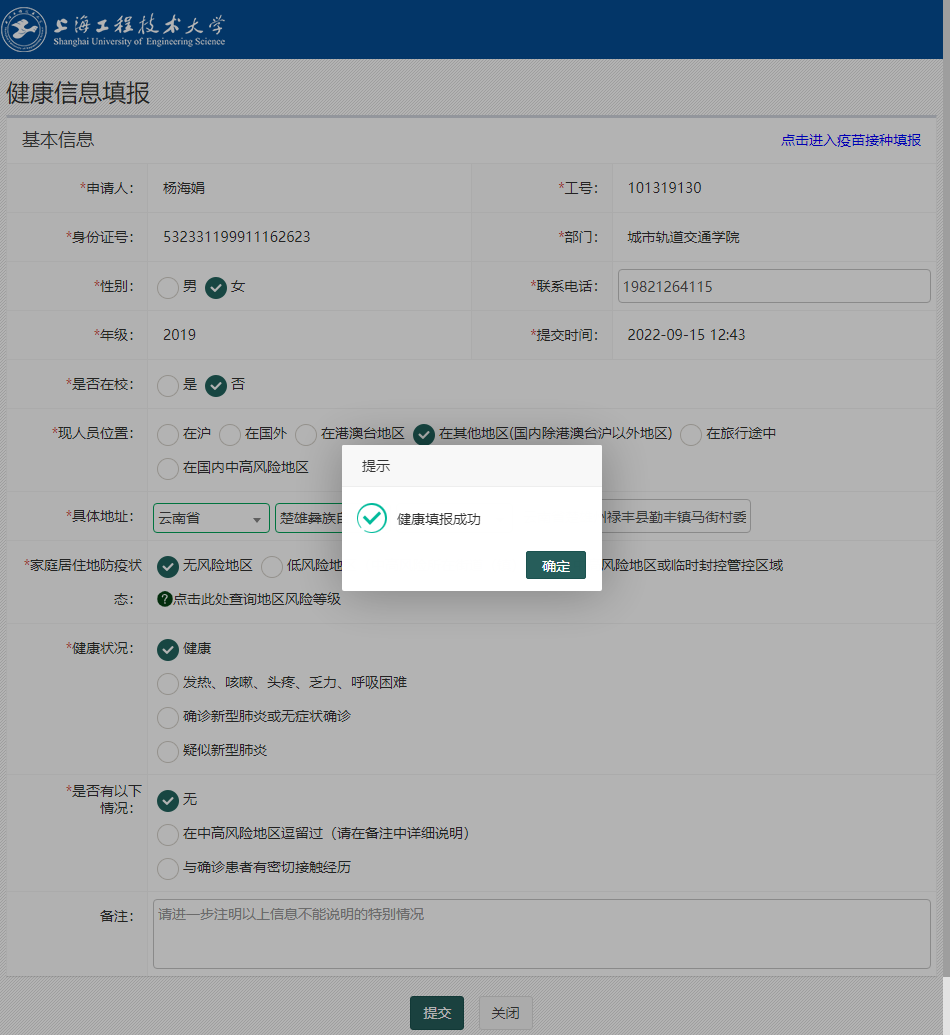 上海工程技术大学
Shanghai University of Engineering Science
健康信息填报
基本信息
点击进入疫苗接种填报
*申请人： 杨海娟 *工号： 101319130
*身份证号： 532331199911162623 *部门： 城市轨道交通学院
*性别： 男 女 *联系电话： 19821264115
*年级： 2019 *提交时间： 2022-09-15 12:43
*是否在校： 是 否
*现人员位置： 在沪 在国外 在港澳台地区 在其他地区(国内除港澳台沪以外地区) 在旅行途中
在国内中高风险地区
提示
*具体地址： 云南省 楚雄彝族自 禄丰县勤丰镇马街村委
健康填报成功
*家庭居住地防疫状 无风险地区 低风险地 风险地区或临时封控管控区域
确定
态： ?点击此处查询地区风险等级
*健康状况： 健康
发热、咳嗽、头疼、乏力、呼吸困难
确诊新型肺炎或无症状确诊
疑似新型肺炎
*是否有以下
情况： 无
在中高风险地区逗留过（请在备注中详细说明）
与确诊患者有密切接触经历
备注： 请进一步注明以上信息不能说明的特别情况
提交 关闭